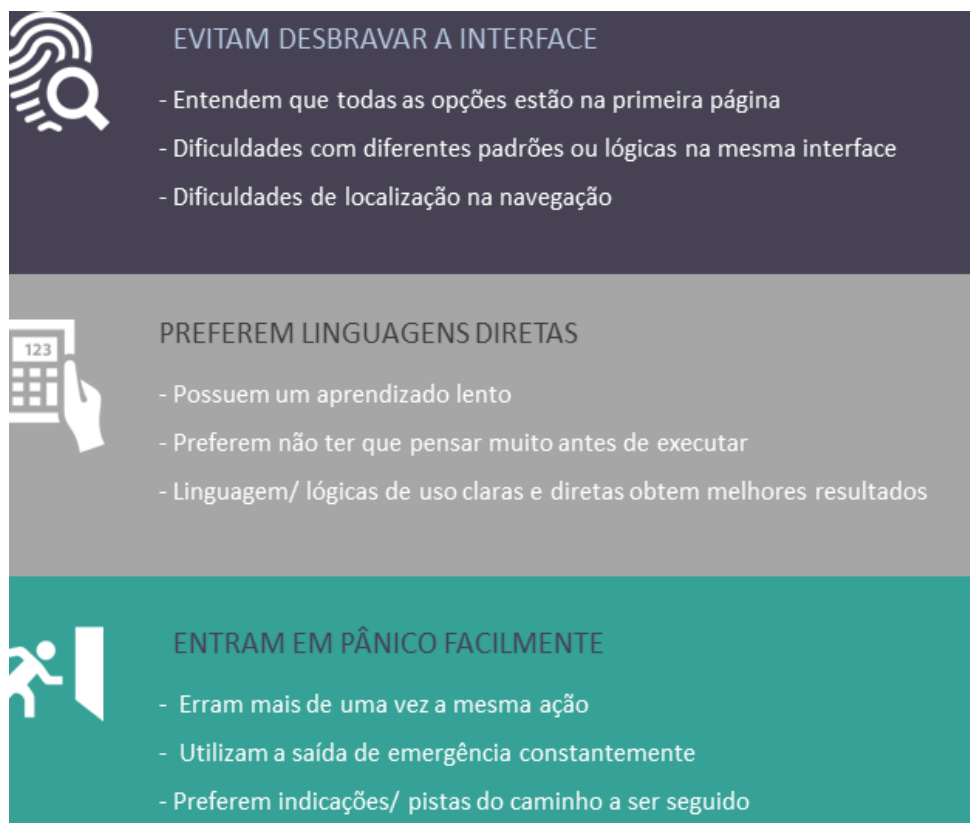 EVITAM DESBRAVAR A INTERFACE
- Entendem que todas as opções estão na primeira página
- Dificuldades com diferentes padrões ou lógicas na mesma interface
- Dificuldades de localização na navegação
123
PREFEREM LINGUAGENS DIRETAS
- Possuem um aprendizado lento
- Preferem não ter que pensar muito antes de executar
- Linguagem/ lógicas de uso claras e diretas obtem melhores resultados
ENTRAM EM PÂNICO FACILMENTE
- Erram mais de uma vez a mesma ação
- Utilizam a saída de emergência constantemente
- Preferem indicações/ pistas do caminho a ser seguido